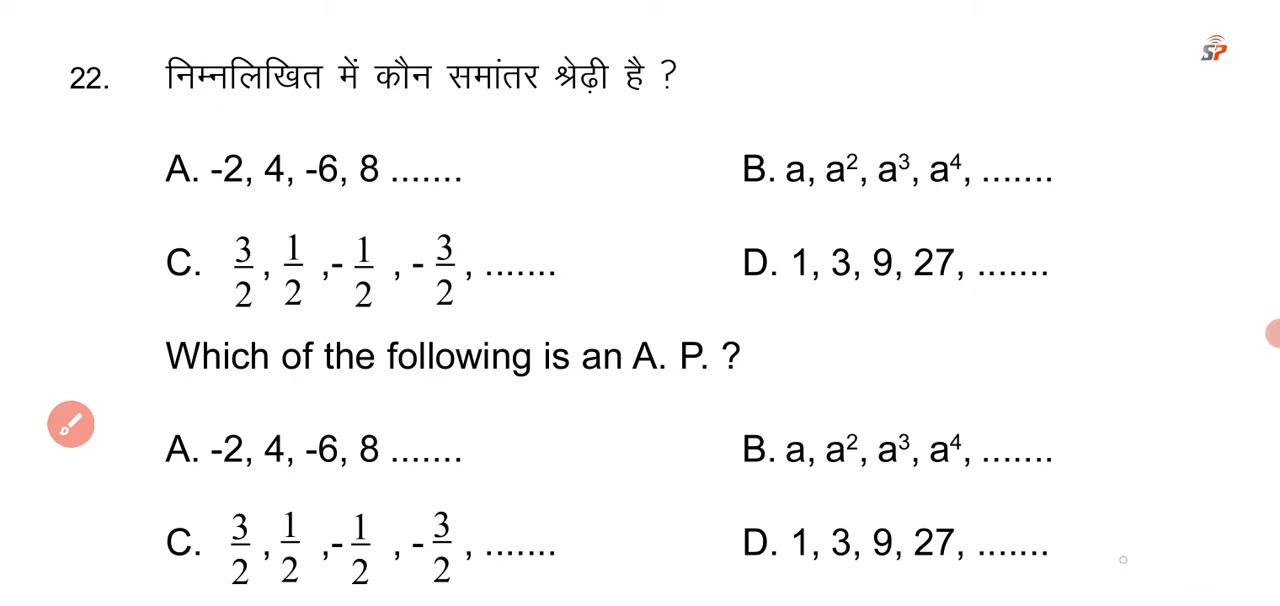 SP
22. निम्नलिखित में कौन समांतर श्रेढ़ी है ?
A. -2, 4, -6, 8 ....... B. a, a², a³, a⁴, .......
C. 3/2, 1/2 ,-1/2 , -3/2, ....... D. 1, 3, 9, 27, .......
Which of the following is an A. P. ?
A. -2, 4, -6, 8 ....... B. a, a², a³, a⁴, .......
C. 3/2, 1/2 ,-1/2 , -3/2, ....... D. 1, 3, 9, 27, .......